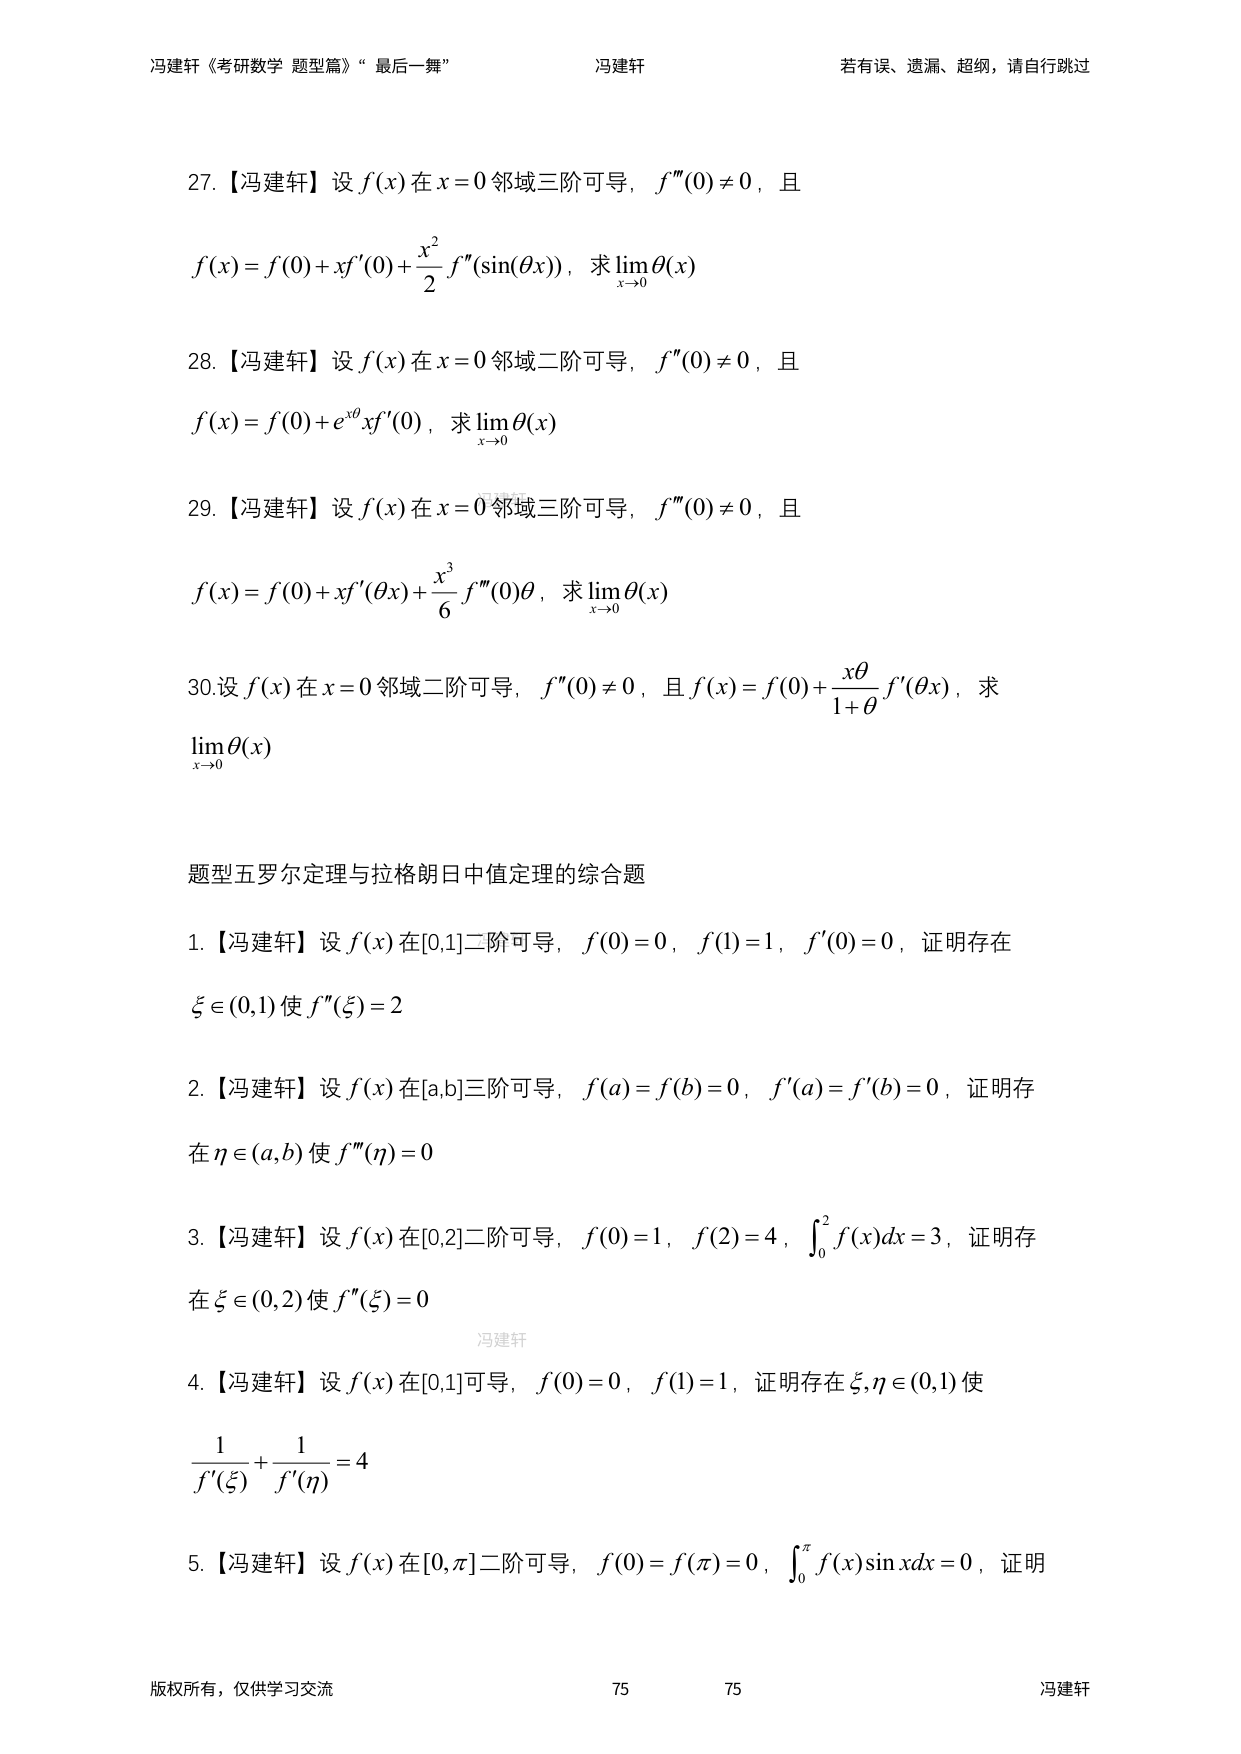 冯建轩《考研数学 题型篇》“ 最后一舞” 冯建轩 若有误、遗漏、超纲，请自行跳过
27.【冯建轩】设 f(x) 在 x = 0 邻域三阶可导， f‴(0) ≠ 0， 且
f(x) = f(0) + xf′(0) + x²/2 f″(sin(θx))， 求 lim_{x→0} θ(x)
28.【冯建轩】设 f(x) 在 x = 0 邻域二阶可导， f″(0) ≠ 0， 且
f(x) = f(0) + e^{xθ} xf′(0)， 求 lim_{x→0} θ(x)
冯建轩
29.【冯建轩】设 f(x) 在 x = 0 邻域三阶可导， f‴(0) ≠ 0， 且
f(x) = f(0) + xf′(θx) + x³/6 f‴(0)θ， 求 lim_{x→0} θ(x)
30.设 f(x) 在 x = 0 邻域二阶可导， f″(0) ≠ 0， 且 f(x) = f(0) + xθ/(1+θ) f′(θx)， 求
lim_{x→0} θ(x)
题型五罗尔定理与拉格朗日中值定理的综合题
冯建轩
1.【冯建轩】设 f(x) 在[0,1]二阶可导， f(0) = 0， f(1) = 1， f′(0) = 0，证明存在
ξ ∈ (0,1) 使 f″(ξ) = 2
2.【冯建轩】设 f(x) 在[a,b]三阶可导， f(a) = f(b) = 0， f′(a) = f′(b) = 0，证明存
在 η ∈ (a,b) 使 f‴(η) = 0
3.【冯建轩】设 f(x) 在[0,2]二阶可导， f(0) = 1， f(2) = 4， ∫₀² f(x)dx = 3，证明存
在 ξ ∈ (0,2) 使 f″(ξ) = 0
冯建轩
4.【冯建轩】设 f(x) 在[0,1]可导， f(0) = 0， f(1) = 1，证明存在 ξ,η ∈ (0,1) 使
1/f′(ξ) + 1/f′(η) = 4
5.【冯建轩】设 f(x) 在[0,π] 二阶可导， f(0) = f(π) = 0， ∫₀^π f(x)sin xdx = 0，证明
版权所有，仅供学习交流 75 75 冯建轩